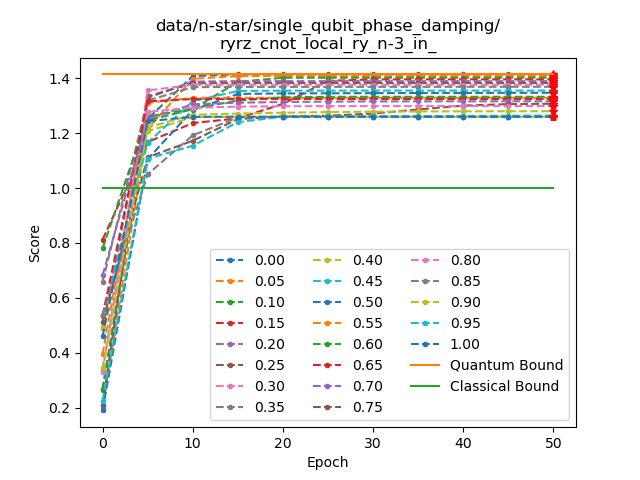 data/n-star/single_qubit_phase_damping/
ryrz_cnot_local_ry_n-3_in_
Score
1.4
1.2
1.0
0.8
0.6
0.4
0.2
0.00 0.40 0.80
0.05 0.45 0.85
0.10 0.50 0.90
0.15 0.55 0.95
0.20 0.60 1.00
0.25 0.65 Quantum Bound
0.30 0.70 Classical Bound
0.35 0.75
0 10 20 30 40 50
Epoch